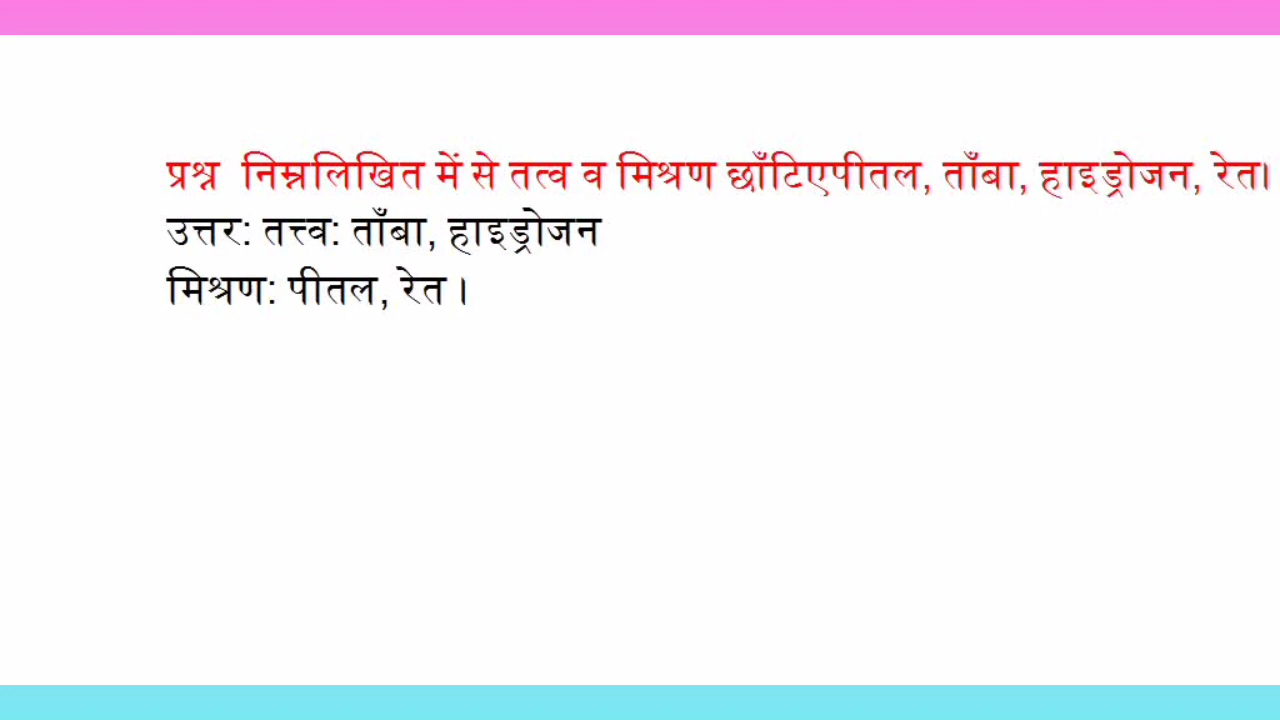 प्रश्न निम्नलिखित में से तत्व व मिश्रण छाँटिएपीतल, ताँबा, हाइड्रोजन, रेत।
उत्तर: तत्त्व: ताँबा, हाइड्रोजन
मिश्रण: पीतल, रेत ।